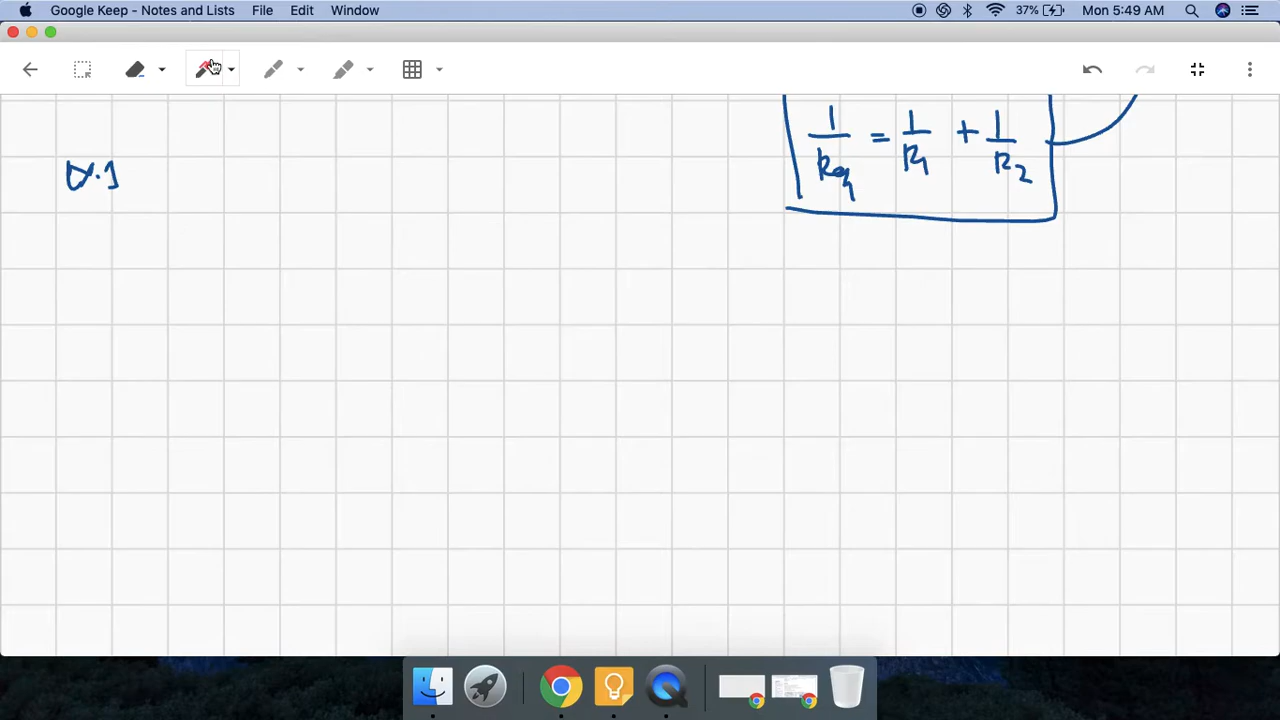 Google Keep - Notes and Lists File Edit Window 37% Mon 5:49 AM
1/Req = 1/R1 + 1/R2